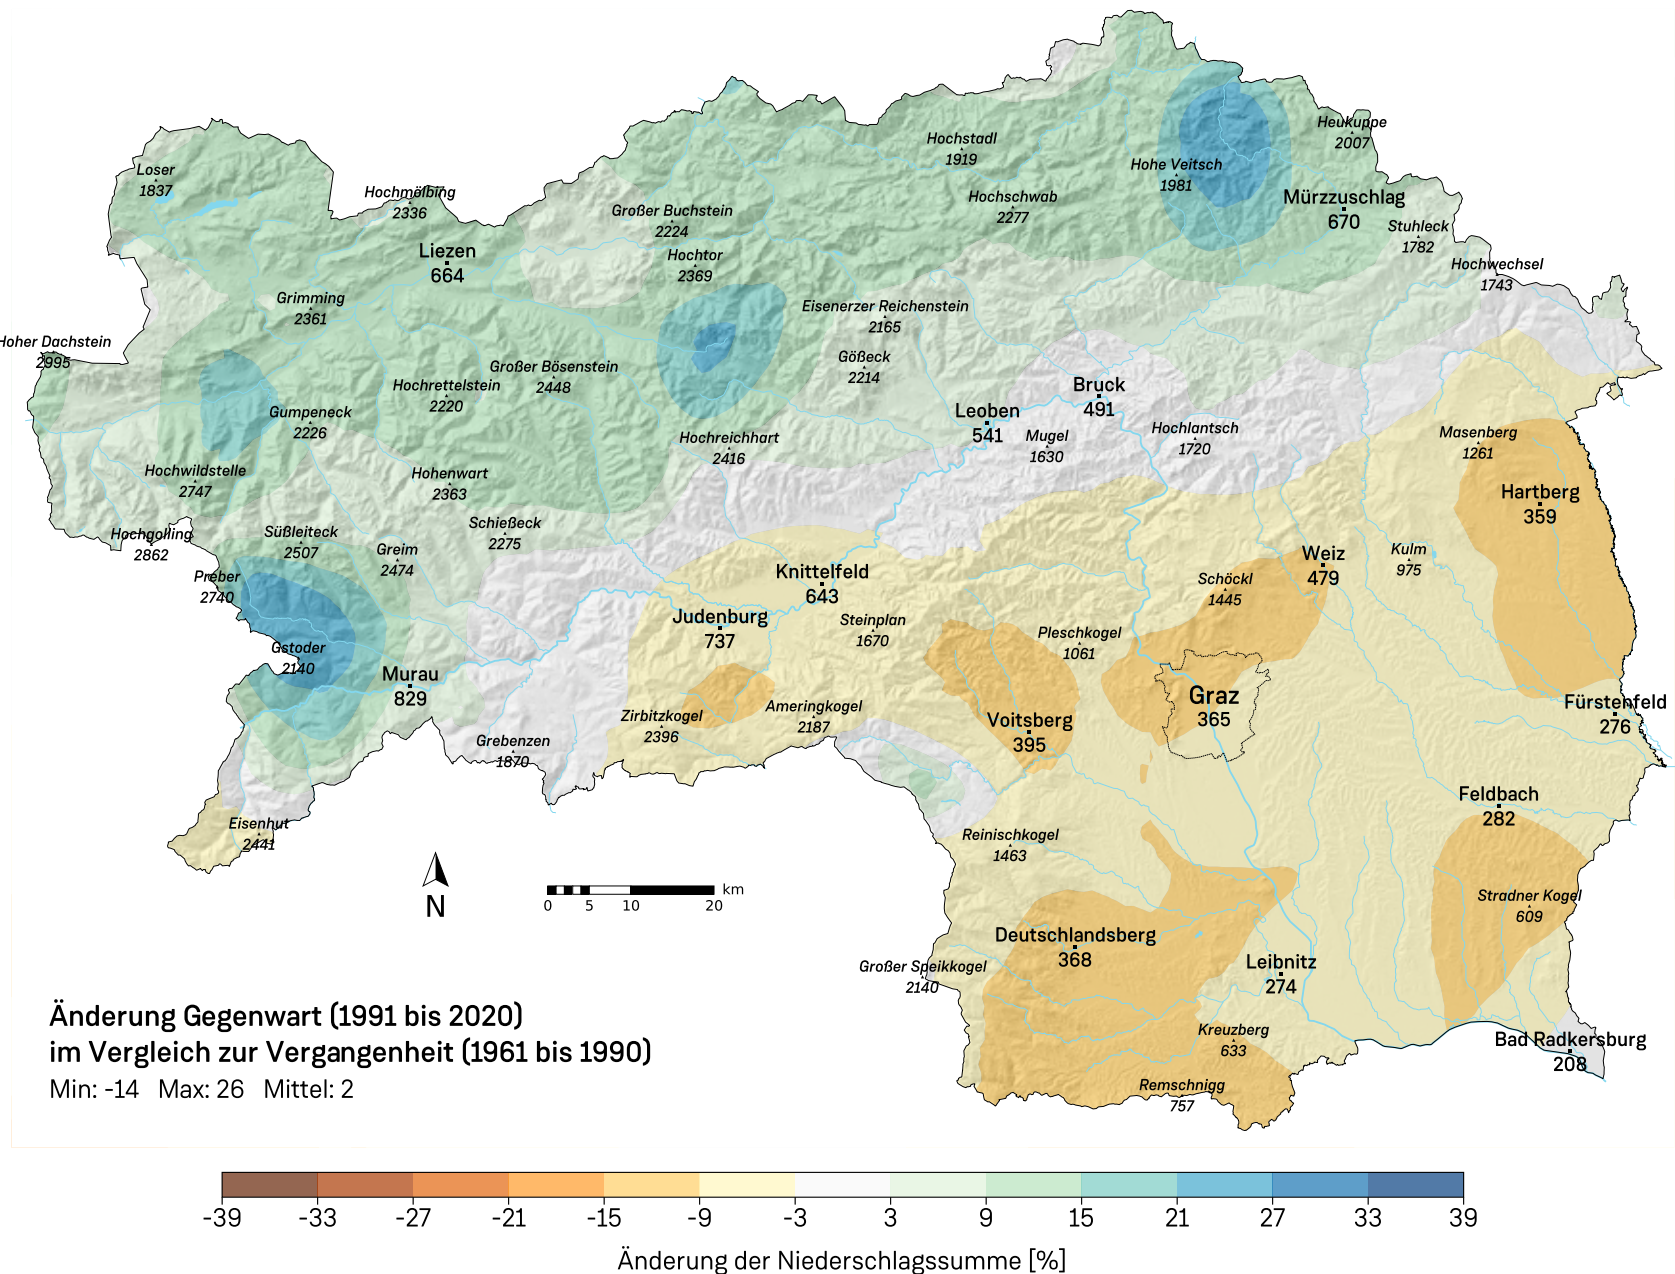 Heukuppe
2007
Hochstadl
1919
Hohe Veitsch
1981
Loser
1837
Hochmölbing
2336
Hochschwab
2277
Mürzzuschlag
670
Großer Buchstein
2224
Stuhleck
1782
Liezen
664
Hochtor
2369
Hochwechsel
1743
Grimming
2361
Eisenerzer Reichenstein
2165
Hoher Dachstein
2995
Gößeck
2214
Großer Bösenstein
2448
Hochrettelstein
2220
Bruck
491
Gumpeneck
2226
Leoben
541
Hochreichhart
2416
Mugel
1630
Hochlantsch
1720
Masenberg
1261
Hochwildstelle
2747
Hohenwart
2363
Hartberg
359
Schießeck
2275
Hochgolling
2862
Süßleiteck
2507
Greim
2474
Kulm
975
Weiz
479
Knittelfeld
643
Preber
2740
Schöckl
1445
Judenburg
737
Steinplan
1670
Pleschkogel
1061
Gstoder
2140
Murau
829
Graz
365
Zirbitzkogel
2396
Ameringkogel
2187
Voitsberg
395
Fürstenfeld
276
Grebenzen
1870
Feldbach
282
Eisenhut
2441
Reinischkogel
1463
N
km
0 5 10 20
Stradner Kogel
609
Deutschlandsberg
368
Großer Speikkogel
2140
Leibnitz
274
Kreuzberg
633
Bad Radkersburg
208
Remschnigg
757
Änderung Gegenwart (1991 bis 2020)
im Vergleich zur Vergangenheit (1961 bis 1990)
Min: -14 Max: 26 Mittel: 2
-39 -33 -27 -21 -15 -9 -3 3 9 15 21 27 33 39
Änderung der Niederschlagssumme [%]